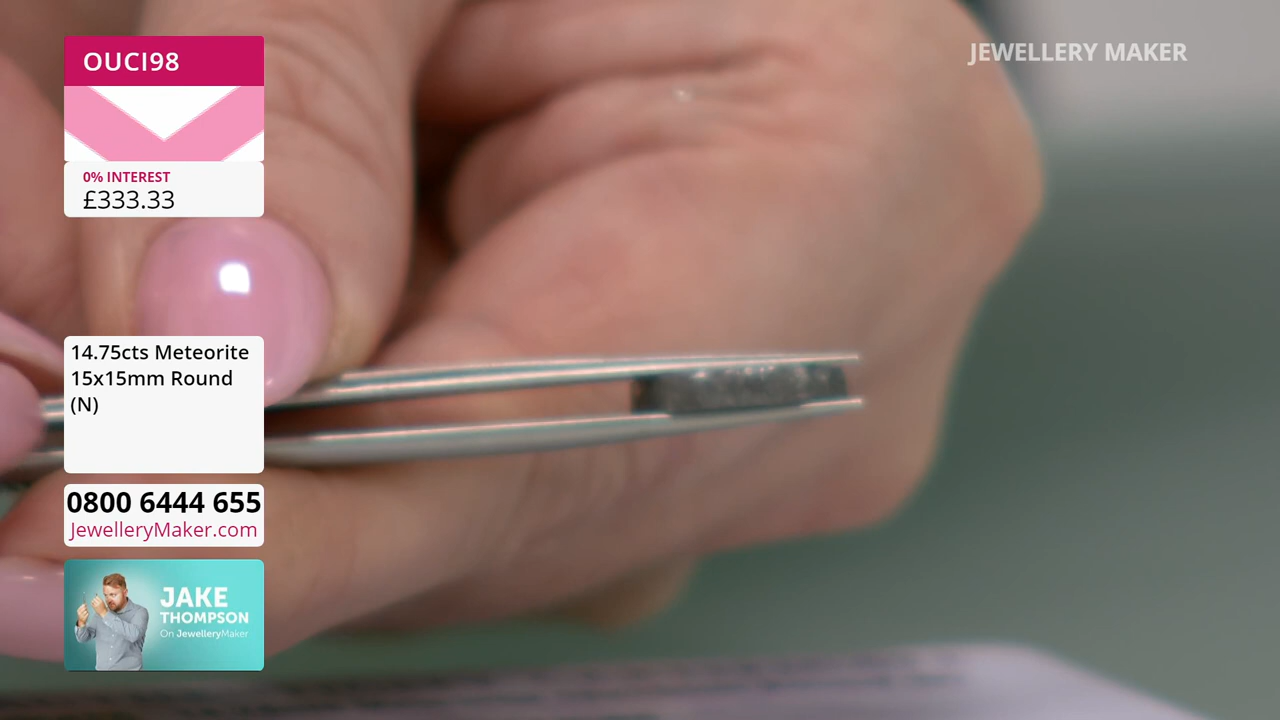 OUCI98
JEWELLERY MAKER
0% INTEREST
£333.33
14.75cts Meteorite
15x15mm Round
(N)
0800 6444 655
JewelleryMaker.com
JAKE
THOMPSON
On JewelleryMaker